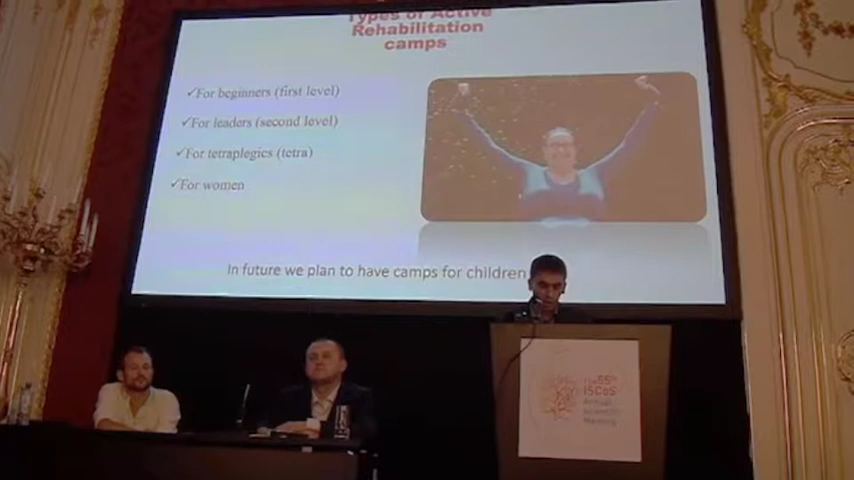 Types of Active
Rehabilitation
camps
✓For beginners (first level)
✓For leaders (second level)
✓For tetraplegics (tetra)
✓For women
In future we plan to have camps for children
The 55th
ISCoS
Annual
Scientific
Meeting